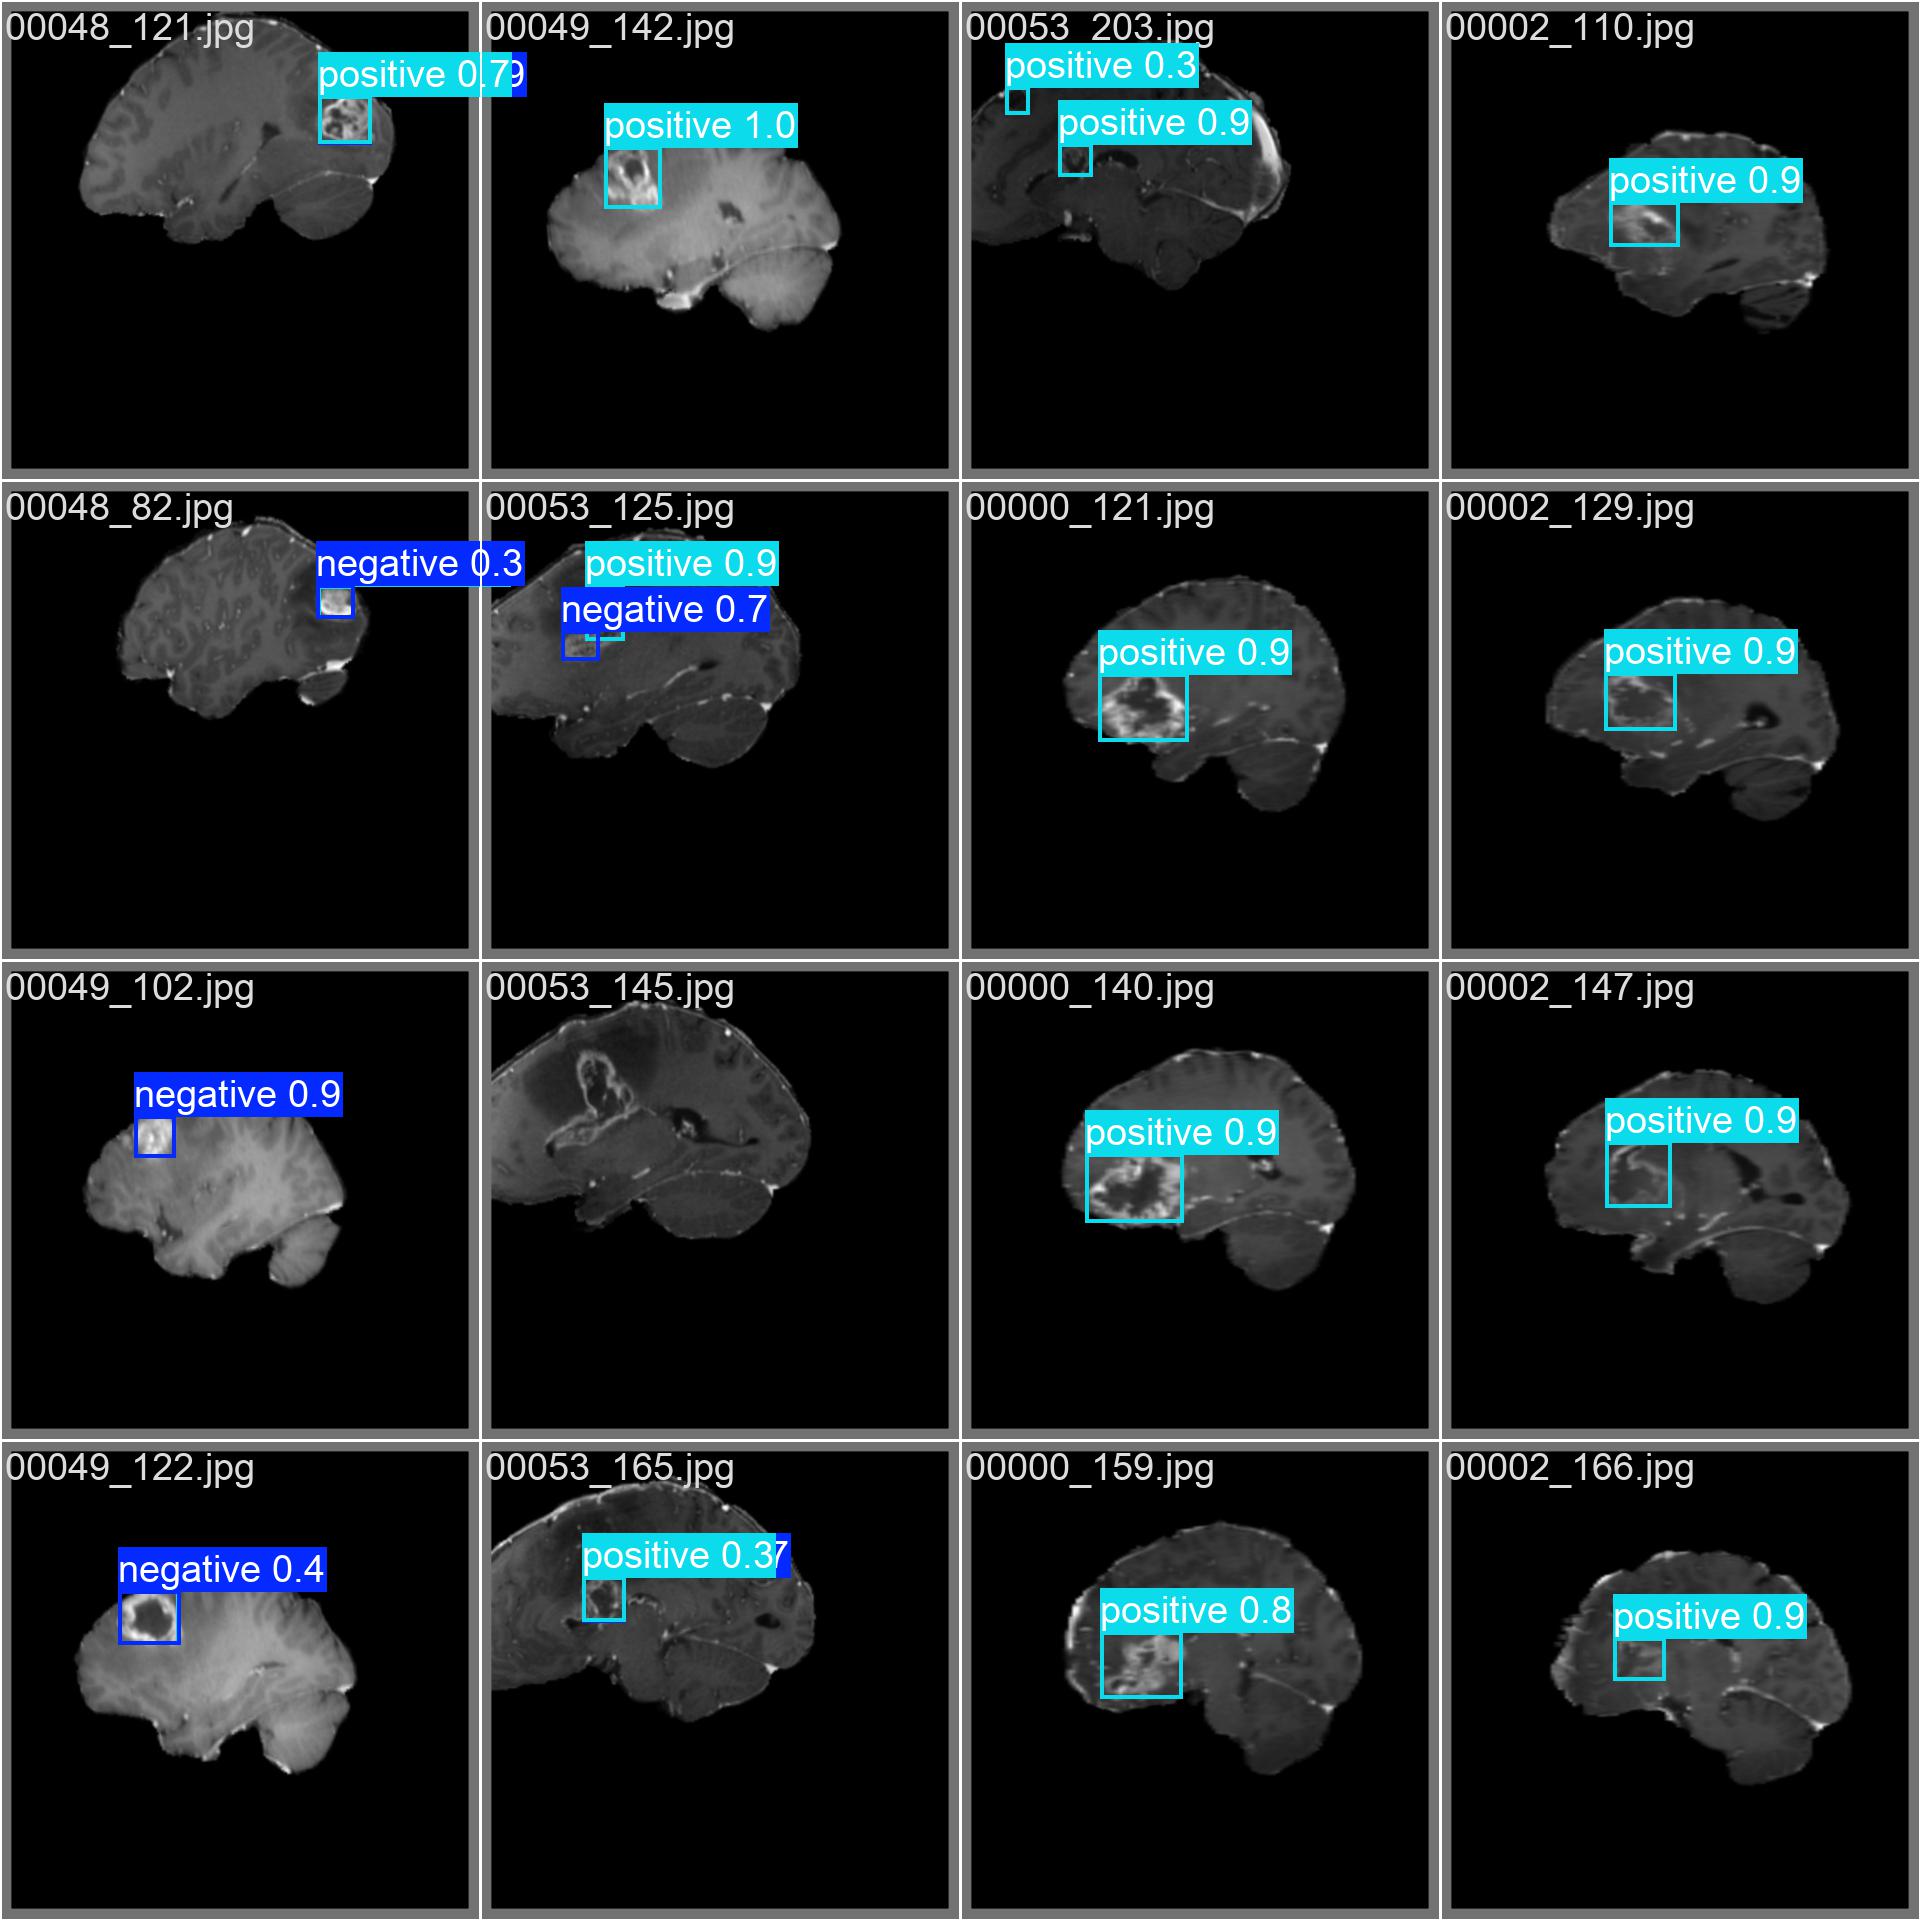 00048_121.jpg
positive 0.7
9
00049_142.jpg
positive 1.0
00053_203.jpg
positive 0.3
positive 0.9
00002_110.jpg
positive 0.9
00048_82.jpg
negative 0.3
00053_125.jpg
positive 0.9
negative 0.7
00000_121.jpg
positive 0.9
00002_129.jpg
positive 0.9
00049_102.jpg
negative 0.9
00053_145.jpg
00000_140.jpg
positive 0.9
00002_147.jpg
positive 0.9
00049_122.jpg
negative 0.4
00053_165.jpg
positive 0.3
7
00000_159.jpg
positive 0.8
00002_166.jpg
positive 0.9